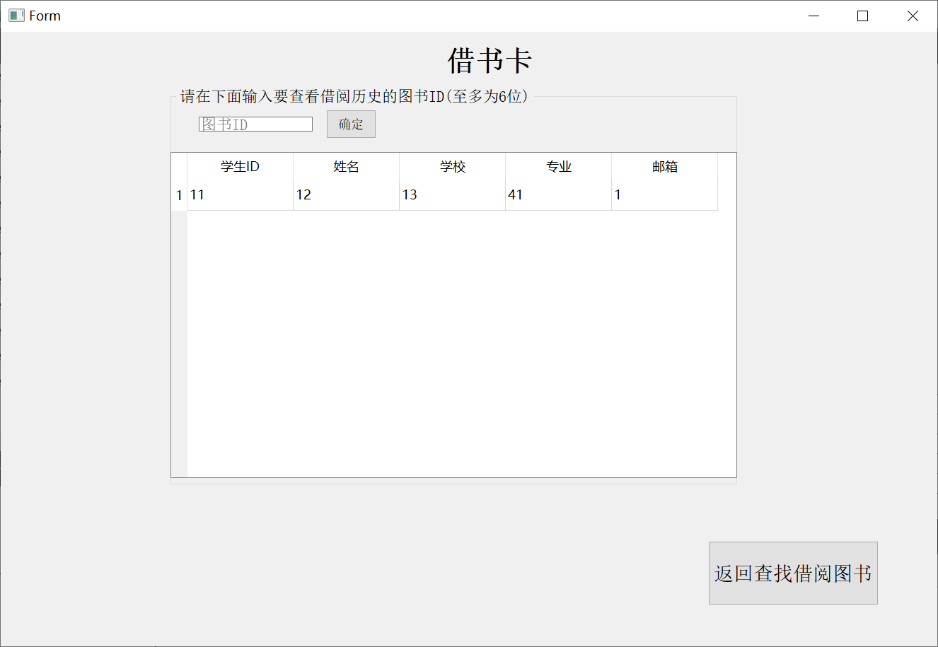 Form
借书卡
请在下面输入要查看借阅历史的图书ID(至多为6位)
图书ID 确定
学生ID 姓名 学校 专业 邮箱
1 11 12 13 41 1
返回查找借阅图书